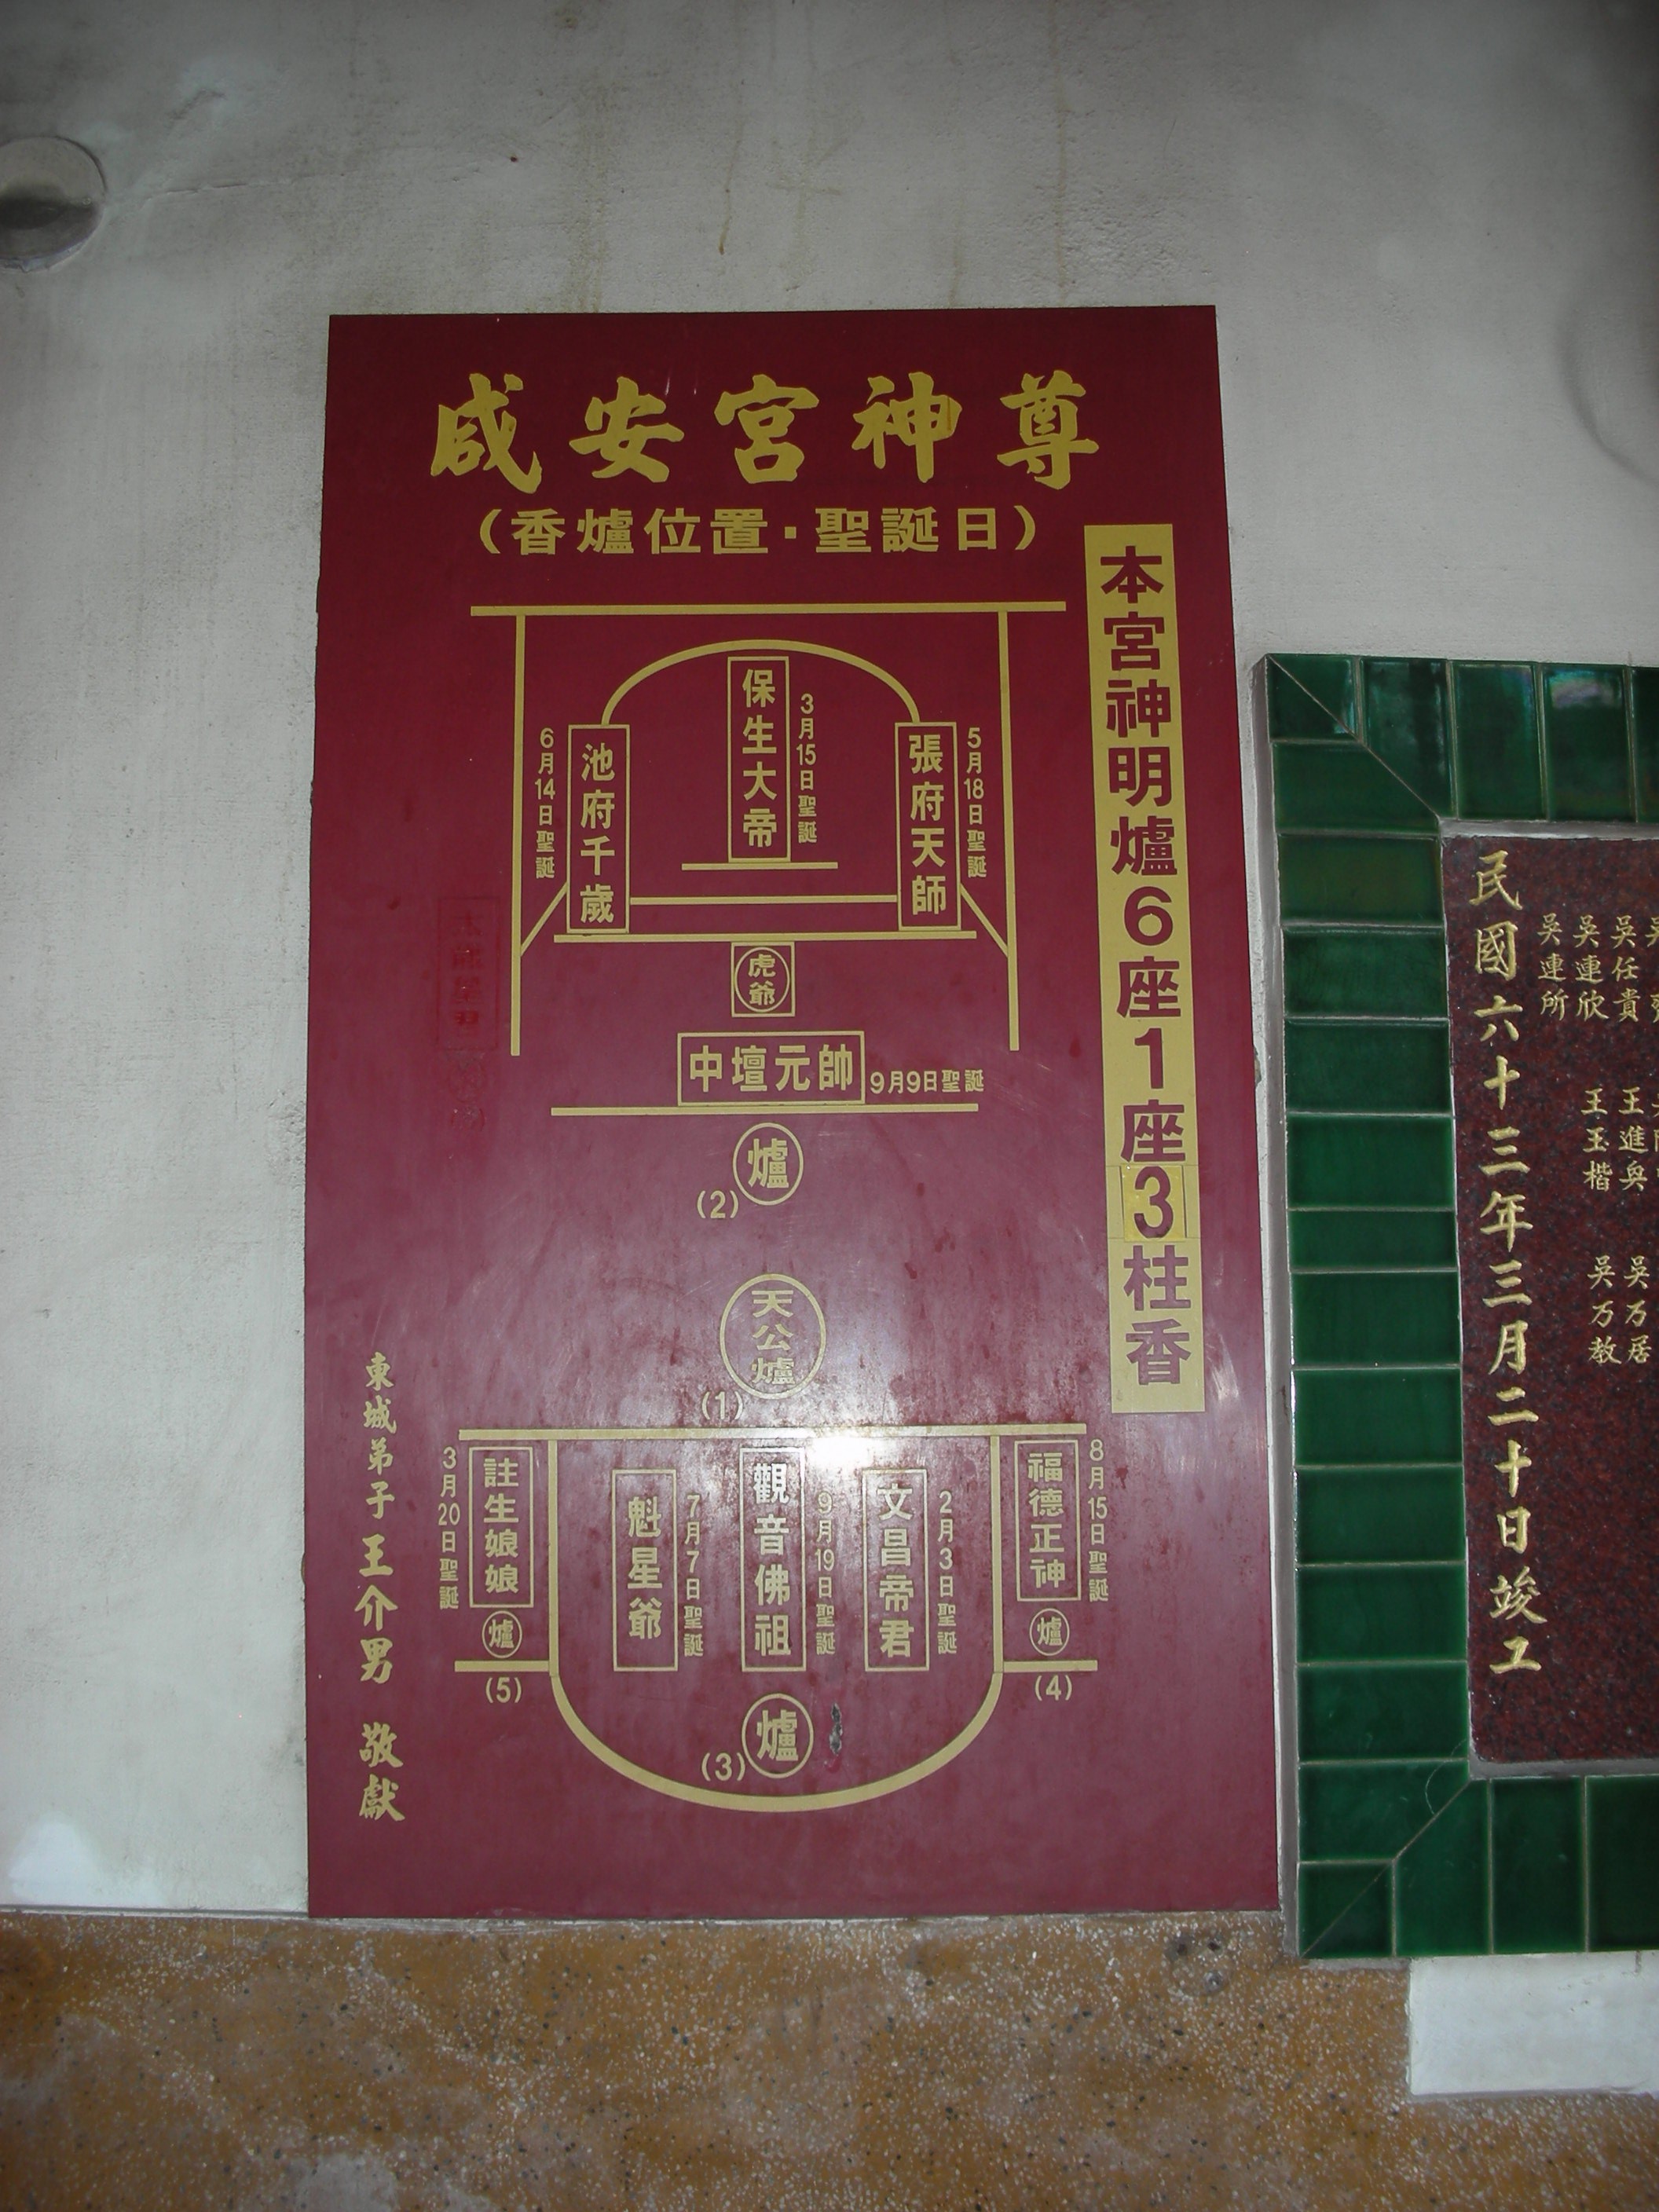 咸安宮神尊
（香爐位置·聖誕日）
本宮神明爐6座1座3柱香
保生大帝
3月15日聖誕
張府天師
5月18日聖誕
池府千歲
6月14日聖誕
虎爺
中壇元帥
9月9日聖誕
爐
(2)
天公爐
(1)
福德正神
8月15日聖誕
爐
(4)
文昌帝君
2月3日聖誕
觀音佛祖
9月19日聖誕
魁星爺
7月7日聖誕
註生娘娘
3月20日聖誕
爐
(5)
爐
(3)
東城弟子王介男 敬獻
吳任貴 王進與 吳万居
吳連欣 王玉楷 吳万教
吳連所
民國六十三年三月二十日竣工